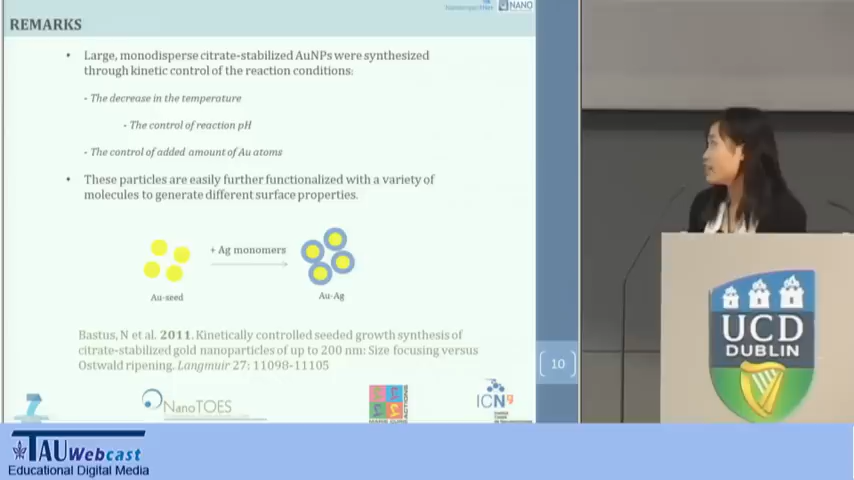 NANO
REMARKS
• Large, monodisperse citrate-stabilized AuNPs were synthesized
through kinetic control of the reaction conditions:
- The decrease in the temperature
- The control of reaction pH
- The control of added amount of Au atoms
• These particles are easily further functionalized with a variety of
molecules to generate different surface properties.
+ Ag monomers
Au-seed
Au-Ag
Bastus, N et al. 2011. Kinetically controlled seeded growth synthesis of
citrate-stabilized gold nanoparticles of up to 200 nm: Size focusing versus
Ostwald ripening. Langmuir 27: 11098-11105
10
NanoTOES
ICN
UCD
DUBLIN
TAU Webcast
Educational Digital Media